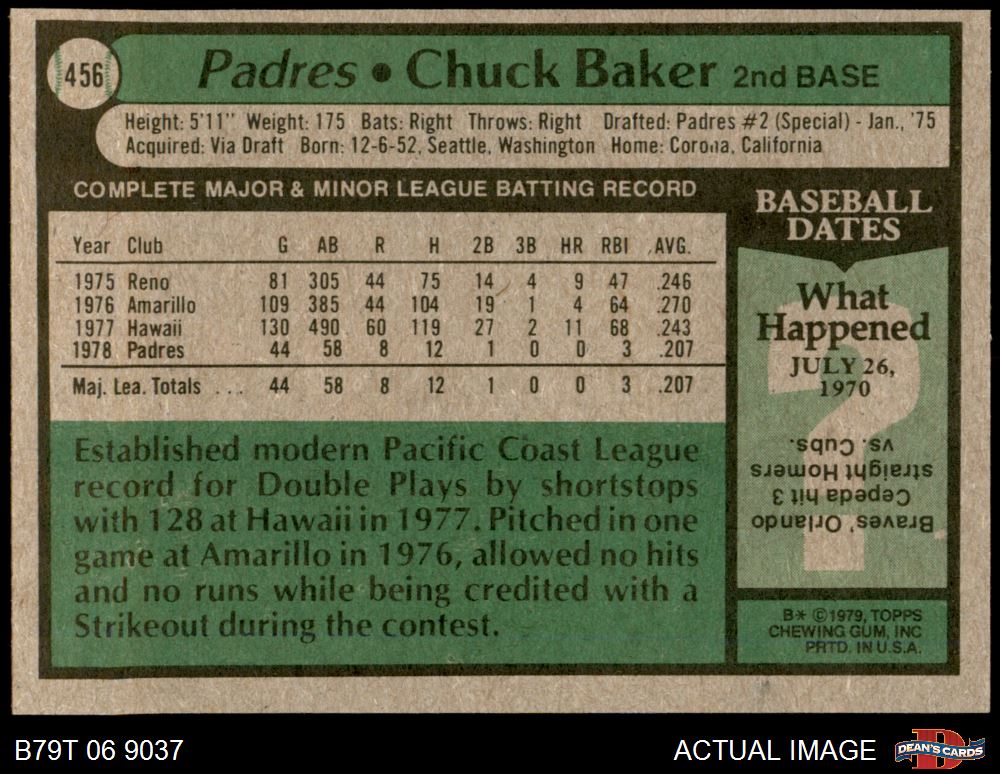 456 Padres • Chuck Baker 2nd BASE
Height: 5'11" Weight: 175 Bats: Right Throws: Right Drafted: Padres #2 (Special) - Jan., '75
Acquired: Via Draft Born: 12-6-52, Seattle, Washington Home: Corona, California
COMPLETE MAJOR & MINOR LEAGUE BATTING RECORD
Year Club G AB R H 2B 3B HR RBI AVG.
1975 Reno 81 305 44 75 14 4 9 47 .246
1976 Amarillo 109 385 44 104 19 1 4 64 .270
1977 Hawaii 130 490 60 119 27 2 11 68 .243
1978 Padres 44 58 8 12 1 0 0 3 .207
Maj. Lea. Totals ... 44 58 8 12 1 0 0 3 .207
Established modern Pacific Coast League
record for Double Plays by shortstops
with 128 at Hawaii in 1977. Pitched in one
game at Amarillo in 1976, allowed no hits
and no runs while being credited with a
Strikeout during the contest.
BASEBALL
DATES
What
Happened
JULY 26,
1970
?
Braves' Orlando
Cepeda hit 3
straight Homers
vs. Cubs.
B* ©1979, TOPPS
CHEWING GUM, INC
PRTD. IN U.S.A.
B79T 06 9037
ACTUAL IMAGE
D
DEAN'S CARDS